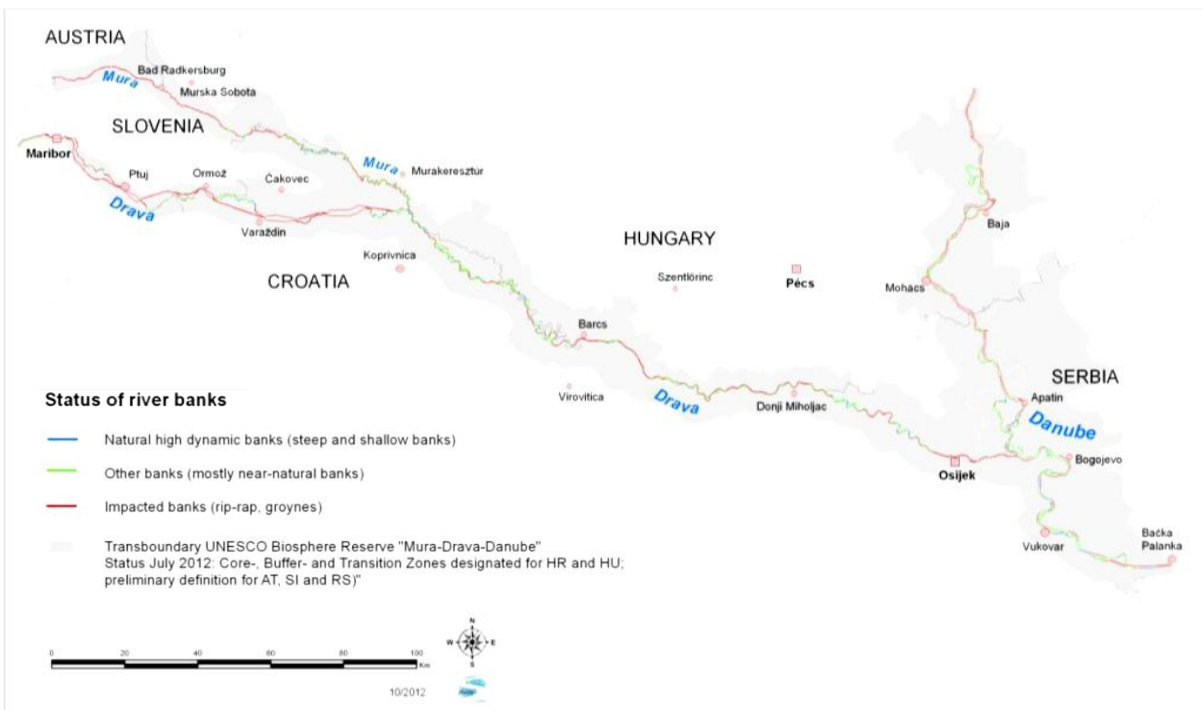 AUSTRIA
Bad Radkersburg
Mura
Murska Sobota
SLOVENIA
Maribor
Mura
Murakeresztúr
Ptuj
Ormož
Čakovec
Drava
Varaždin
Baja
HUNGARY
Koprivnica
CROATIA
Szentlörinc
Pécs
Mohacs
Barcs
SERBIA
Virovitica
Drava
Donji Miholjac
Apatin
Danube
Osijek
Bogojevo
Vukovar
Bačka
Palanka
Status of river banks
Natural high dynamic banks (steep and shallow banks)
Other banks (mostly near-natural banks)
Impacted banks (rip-rap, groynes)
Transboundary UNESCO Biosphere Reserve "Mura-Drava-Danube"
Status July 2012: Core-, Buffer- and Transition Zones designated for HR and HU;
preliminary definition for AT, SI and RS)"
0 20 40 60 80 100
Km
N
W E
S
10/2012